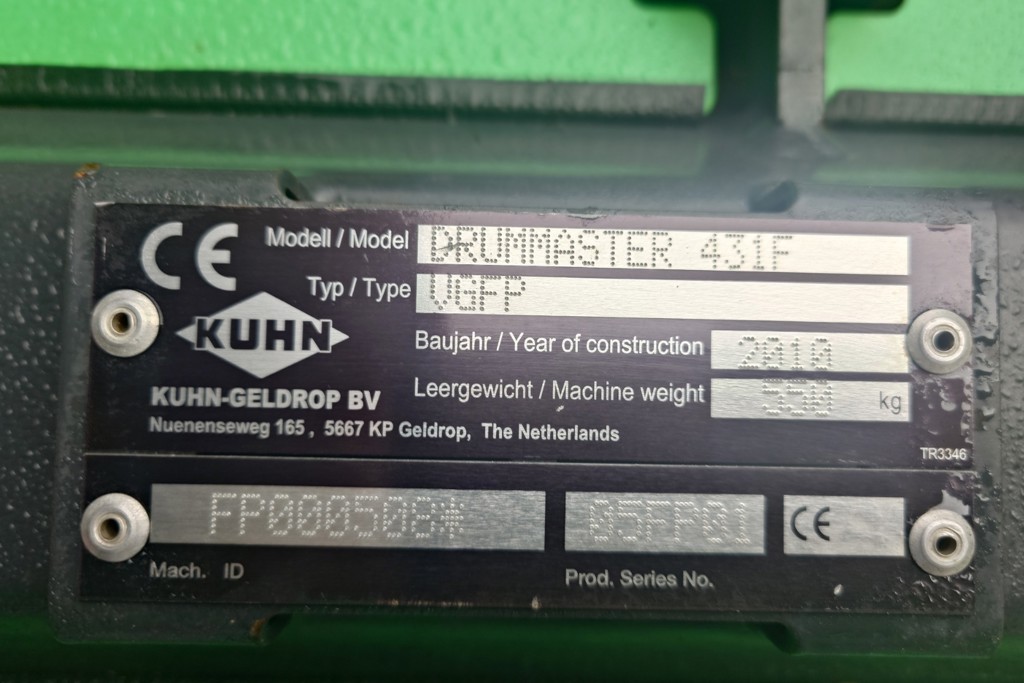 CE
Modell / Model DRUMMASTER 431F
Typ / Type VGFP
KUHN
Baujahr / Year of construction 2010
Leergewicht / Machine weight 550 kg
KUHN-GELDROP BV
Nuenenseweg 165 , 5667 KP Geldrop, The Netherlands
TR3346
CE
Mach. ID
Prod. Series No.